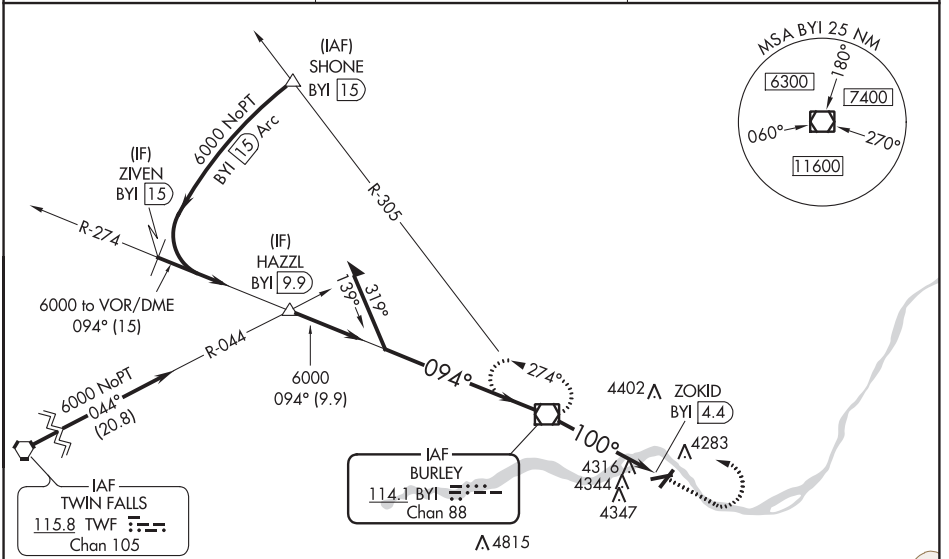 MSA BYI 25 NM
180°
6300
7400
060°
270°
11600
(IAF)
SHONE
BYI 15
6000 NoPT
BYI 15 Arc
(IF)
ZIVEN
BYI 15
R-305
R-274
(IF)
HAZZL
BYI 9.9
139°
319°
6000 to VOR/DME
094° (15)
R-044
6000
094° (9.9)
094°
274°
6000 NoPT
044°
(20.8)
4402
ZOKID
BYI 4.4
100°
4283
4316
4344
4347
IAF
BURLEY
114.1 BYI
Chan 88
IAF
TWIN FALLS
115.8 TWF
Chan 105
4815